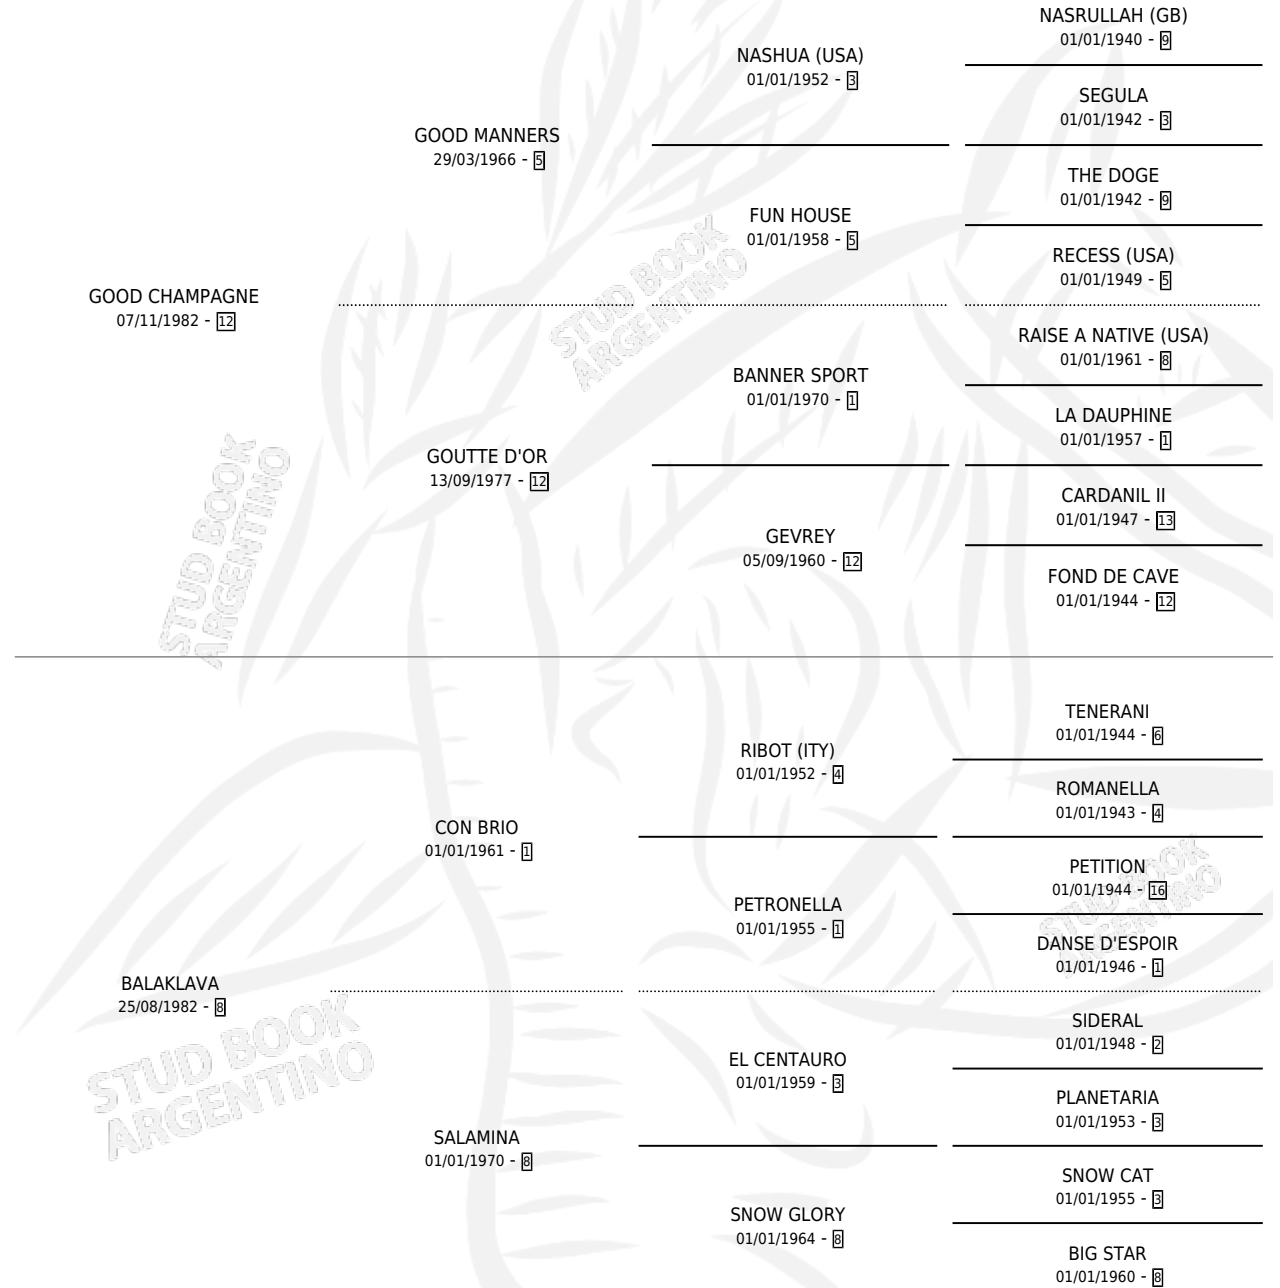 NASRULLAH (GB)
01/01/1940 - 9
NASHUA (USA)
01/01/1952 - 3
SEGULA
01/01/1942 - 3
GOOD MANNERS
29/03/1966 - 5
THE DOGE
01/01/1942 - 9
FUN HOUSE
01/01/1958 - 5
RECESS (USA)
01/01/1949 - 5
GOOD CHAMPAGNE
07/11/1982 - 12
RAISE A NATIVE (USA)
01/01/1961 - 8
BANNER SPORT
01/01/1970 - 1
LA DAUPHINE
01/01/1957 - 1
GOUTTE D'OR
13/09/1977 - 12
CARDANIL II
01/01/1947 - 13
GEVREY
05/09/1960 - 12
FOND DE CAVE
01/01/1944 - 12
TENERANI
01/01/1944 - 6
RIBOT (ITY)
01/01/1952 - 4
ROMANELLA
01/01/1943 - 4
CON BRIO
01/01/1961 - 1
PETITION
01/01/1944 - 16
PETRONELLA
01/01/1955 - 1
DANSE D'ESPOIR
01/01/1946 - 1
BALAKLAVA
25/08/1982 - 8
SIDERAL
01/01/1948 - 2
EL CENTAURO
01/01/1959 - 3
PLANETARIA
01/01/1953 - 3
SALAMINA
01/01/1970 - 8
SNOW CAT
01/01/1955 - 3
SNOW GLORY
01/01/1964 - 8
BIG STAR
01/01/1960 - 8
STUD BOOK
ARGENTINO
STUD BOOK
ARGENTINO
STUD BOOK
ARGENTINO
STUD BOOK
ARGENTINO